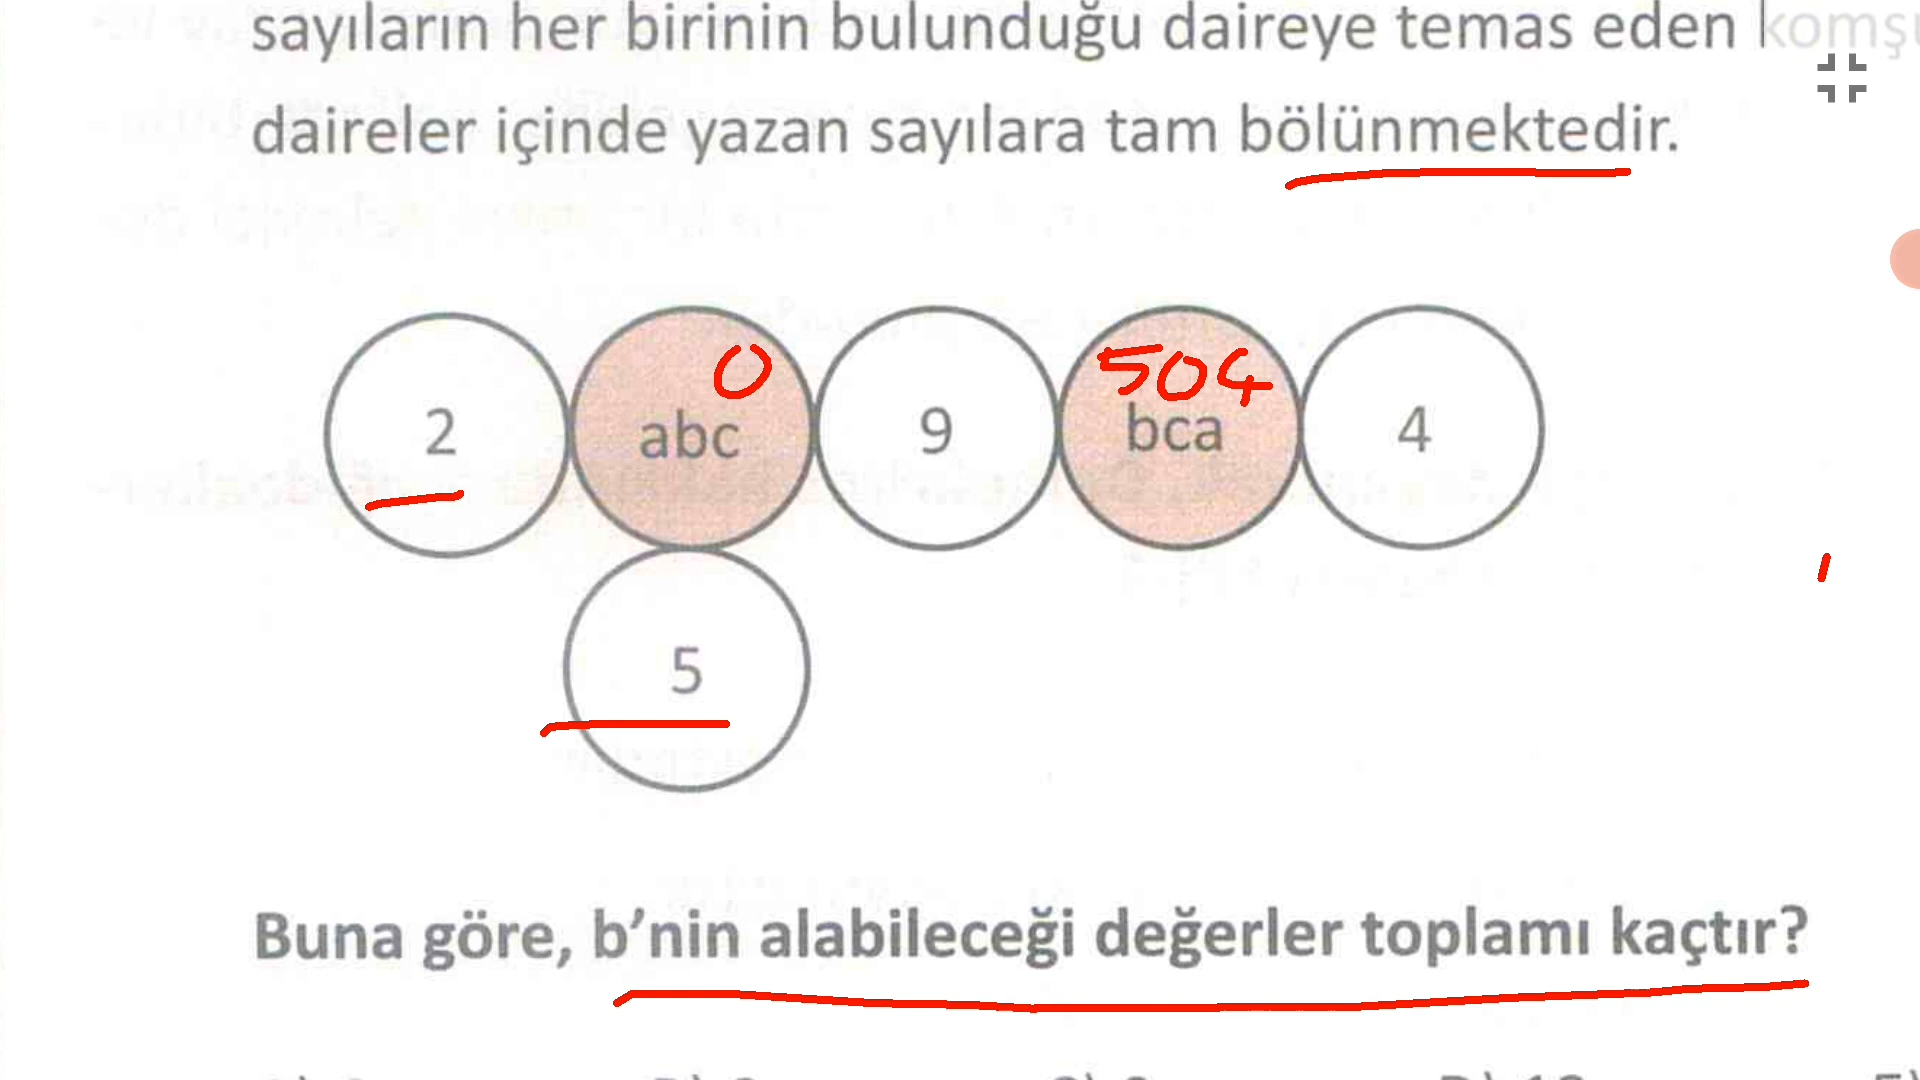 sayıların her birinin bulunduğu daireye temas eden komşu
daireler içinde yazan sayılara tam bölünmektedir.
0
504
2 abc 9 bca 4
5
Buna göre, b’nin alabileceği değerler toplamı kaçtır?